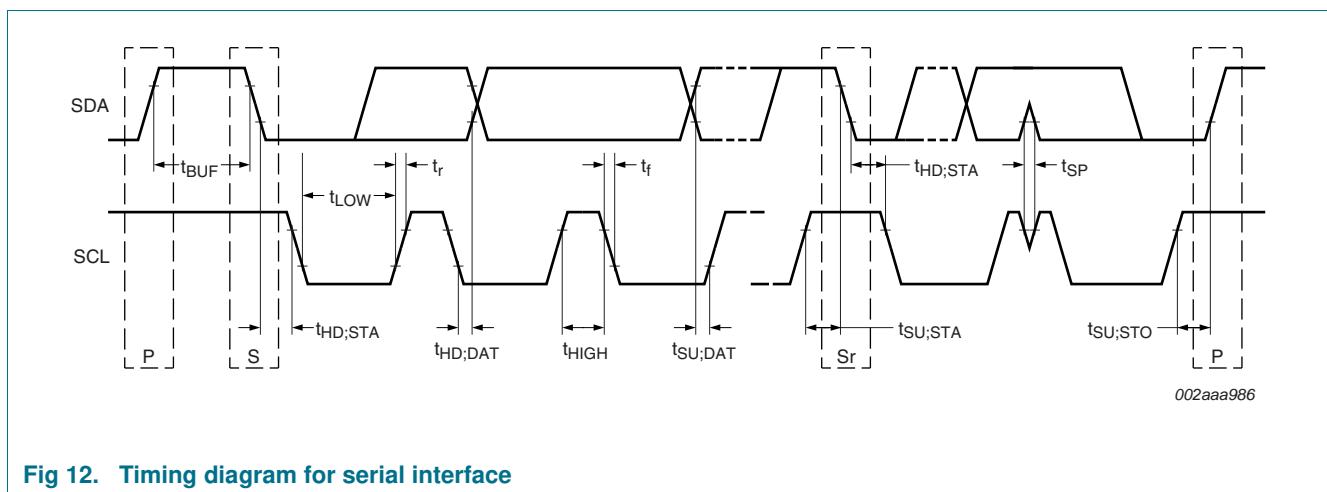 SDA
tBUF
tr
tf
tHD;STA
tSP
tLOW
SCL
tHD;STA
tHD;DAT
tHIGH
tSU;DAT
tSU;STA
tSU;STO
P
S
Sr
P
002aaa986
Fig 12. Timing diagram for serial interface